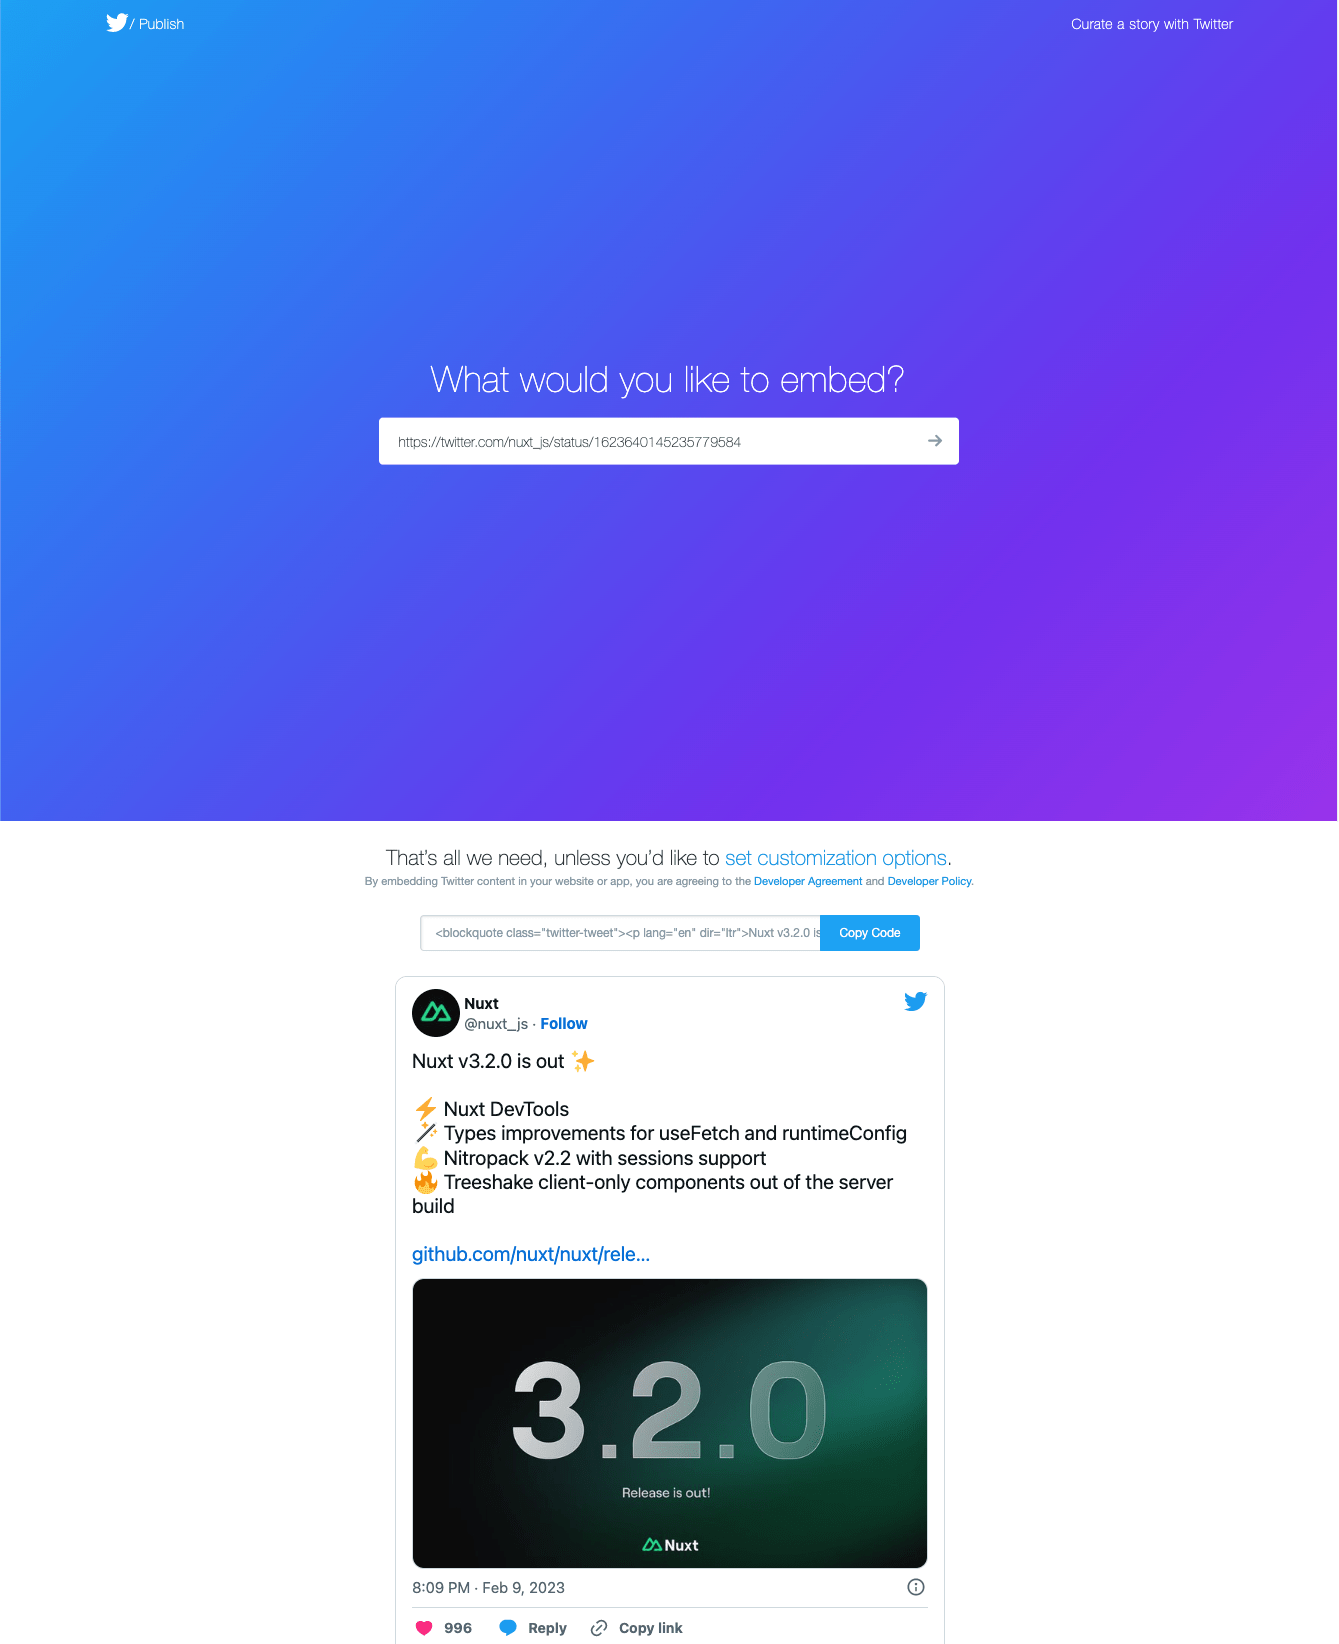 / Publish
Curate a story with Twitter
What would you like to embed?
https://twitter.com/nuxt_js/status/1623640145235779584
That's all we need, unless you'd like to set customization options.
By embedding Twitter content in your website or app, you are agreeing to the Developer Agreement and Developer Policy.
<blockquote class="twitter-tweet"><p lang="en" dir="ltr">Nuxt v3.2.0 is
Copy Code
Nuxt
@nuxt_js · Follow
Nuxt v3.2.0 is out ✨
⚡ Nuxt DevTools
🪄 Types improvements for useFetch and runtimeConfig
💪 Nitropack v2.2 with sessions support
🔥 Treeshake client-only components out of the server
build
github.com/nuxt/nuxt/rele...
3.2.0
Release is out!
Nuxt
8:09 PM · Feb 9, 2023
996 Reply Copy link